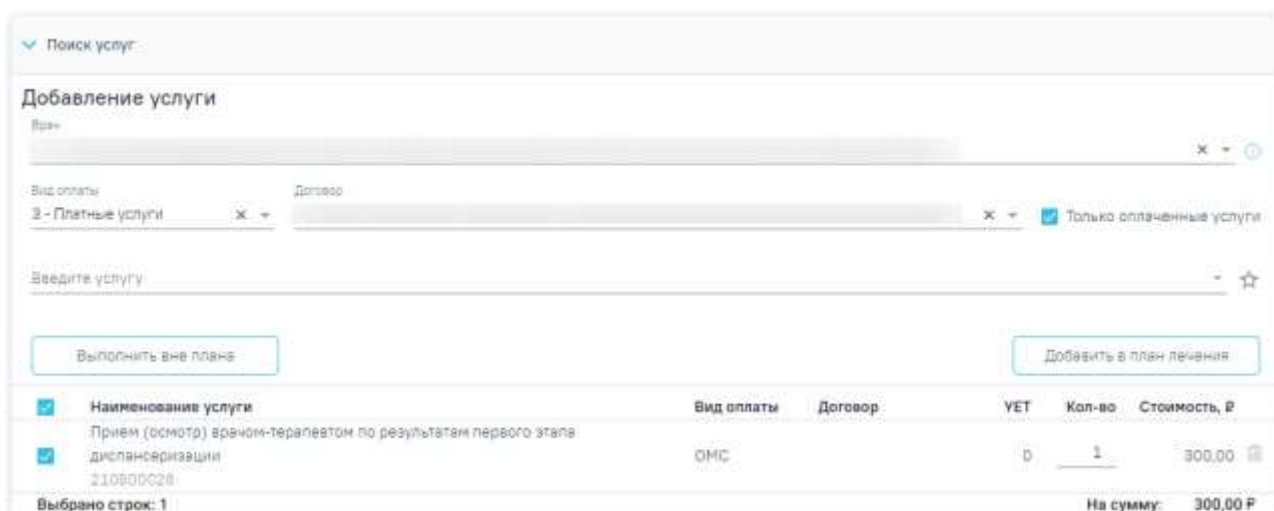 Поиск услуг
Добавление услуги
Врач
Вид оплаты Договор
3 - Платные услуги Только оплаченные услуги
Введите услугу
Выполнить вне плана Добавить в план лечения
Наименование услуги Вид оплаты Договор УЕТ Кол-во Стоимость, ₽
Прием (осмотр) врачом-терапевтом по результатам первого этапа
диспансеризации ОМС 0 1 300,00
210B00028
Выбрано строк: 1 На сумму: 300,00 ₽